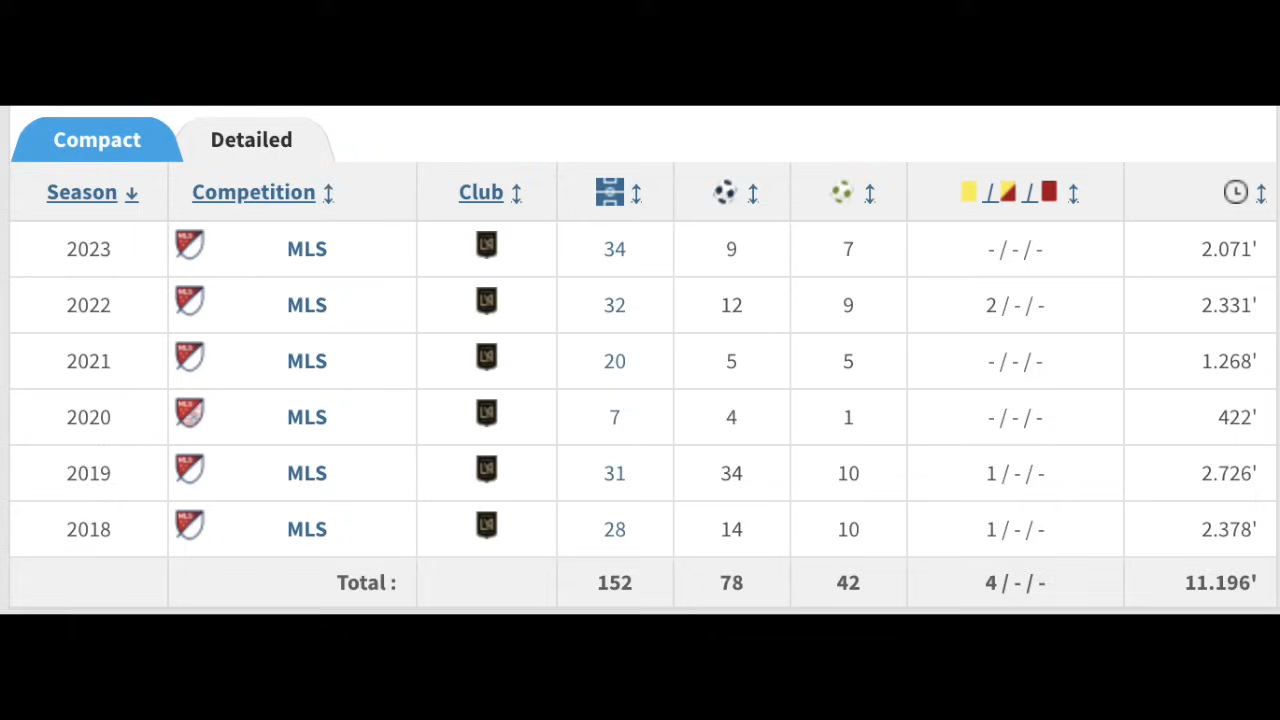 Compact Detailed
Season Competition Club / /
2023 MLS 34 9 7 - / - / - 2.071'
2022 MLS 32 12 9 2 / - / - 2.331'
2021 MLS 20 5 5 - / - / - 1.268'
2020 MLS 7 4 1 - / - / - 422'
2019 MLS 31 34 10 1 / - / - 2.726'
2018 MLS 28 14 10 1 / - / - 2.378'
Total : 152 78 42 4 / - / - 11.196'